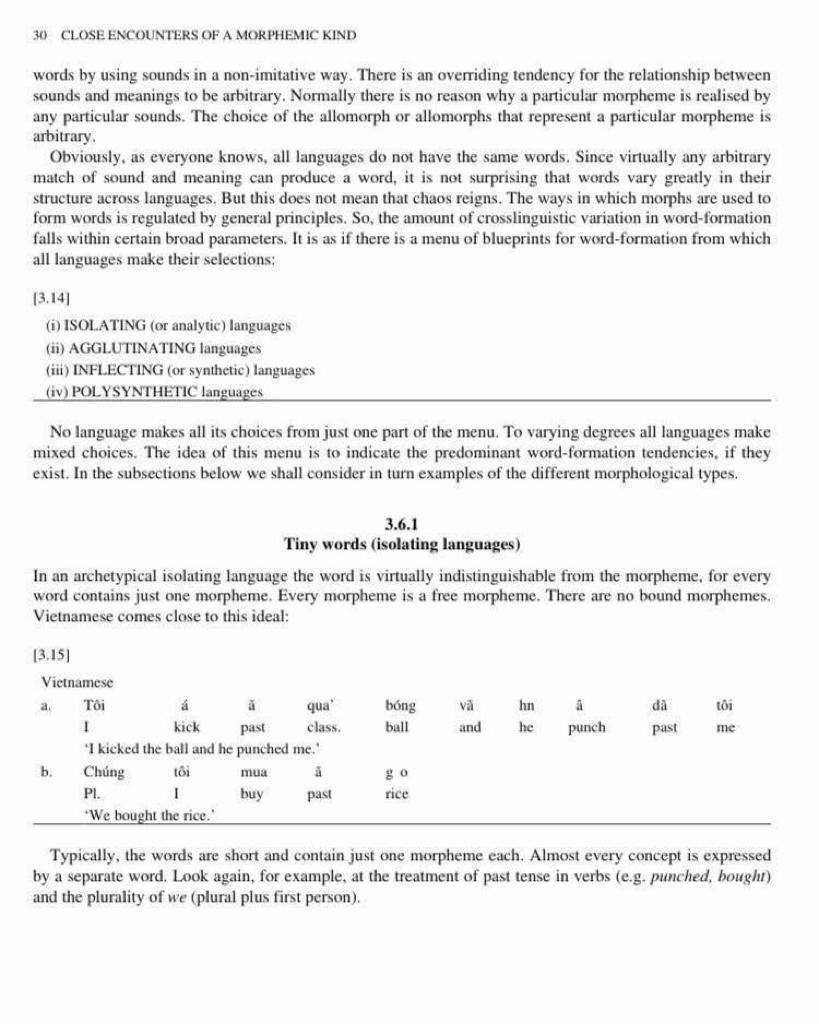 30 CLOSE ENCOUNTERS OF A MORPHEMIC KIND
words by using sounds in a non-imitative way. There is an overriding tendency for the relationship between
sounds and meanings to be arbitrary. Normally there is no reason why a particular morpheme is realised by
any particular sounds. The choice of the allomorph or allomorphs that represent a particular morpheme is
arbitrary.
Obviously, as everyone knows, all languages do not have the same words. Since virtually any arbitrary
match of sound and meaning can produce a word, it is not surprising that words vary greatly in their
structure across languages. But this does not mean that chaos reigns. The ways in which morphs are used to
form words is regulated by general principles. So, the amount of crosslinguistic variation in word-formation
falls within certain broad parameters. It is as if there is a menu of blueprints for word-formation from which
all languages make their selections:
[3.14]
(i) ISOLATING (or analytic) languages
(ii) AGGLUTINATING languages
(iii) INFLECTING (or synthetic) languages
(iv) POLYSYNTHETIC languages
No language makes all its choices from just one part of the menu. To varying degrees all languages make
mixed choices. The idea of this menu is to indicate the predominant word-formation tendencies, if they
exist. In the subsections below we shall consider in turn examples of the different morphological types.
3.6.1
Tiny words (isolating languages)
In an archetypical isolating language the word is virtually indistinguishable from the morpheme, for every
word contains just one morpheme. Every morpheme is a free morpheme. There are no bound morphemes.
Vietnamese comes close to this ideal:
[3.15]
Vietnamese
a. Tôi á ã qua' bóng vã hn â dã tôi
I kick past class. ball and he punch past me
'I kicked the ball and he punched me.'
b. Chúng tôi mua ã g o
Pl. I buy past rice
'We bought the rice.'
Typically, the words are short and contain just one morpheme each. Almost every concept is expressed
by a separate word. Look again, for example, at the treatment of past tense in verbs (e.g. punched, bought)
and the plurality of we (plural plus first person).